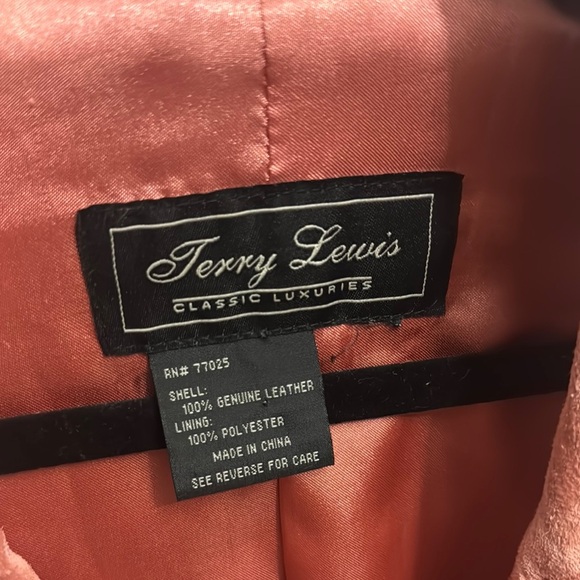 Terry Lewis
CLASSIC LUXURIES
RN# 77025
SHELL:
100% GENUINE LEATHER
LINING:
100% POLYESTER
MADE IN CHINA
SEE REVERSE FOR CARE